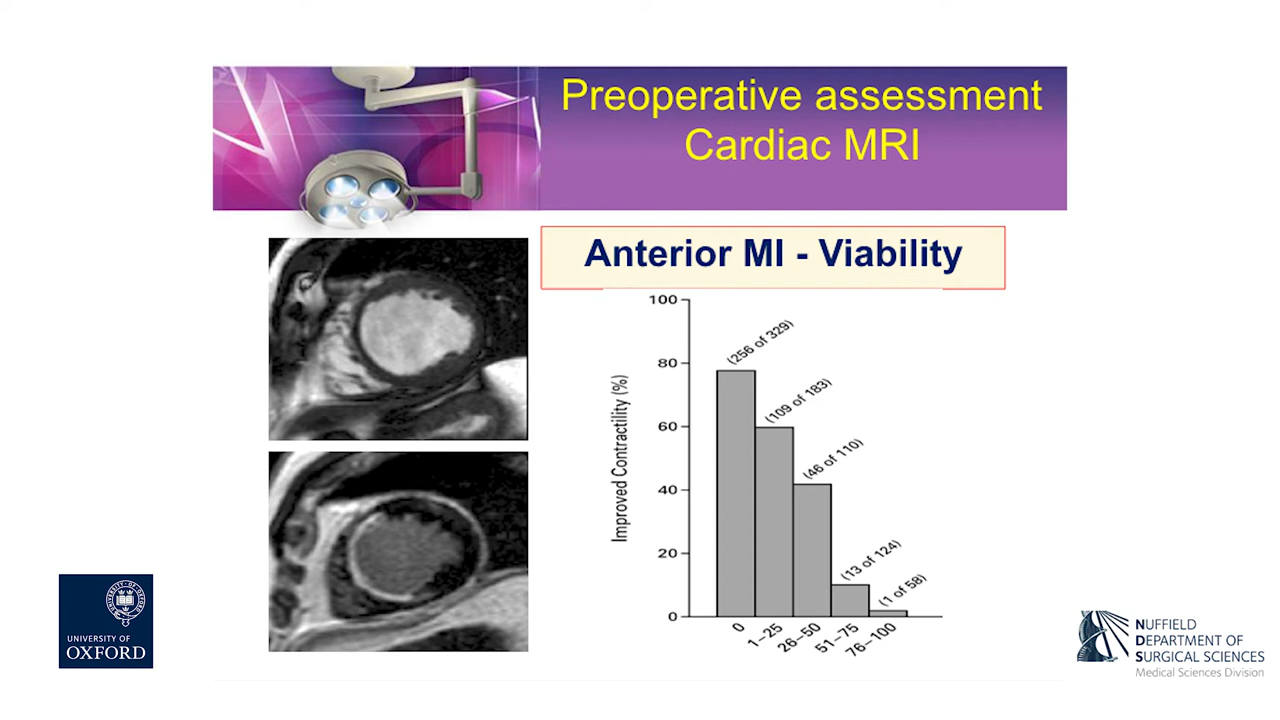 Preoperative assessment
Cardiac MRI
Anterior MI - Viability
Improved Contractility (%)
100
80
60
40
20
0
(256 of 329)
(109 of 183)
(46 of 110)
(13 of 124)
(1 of 58)
0
1–25
26–50
51–75
76–100
UNIVERSITY OF
OXFORD
NUFFIELD
DEPARTMENT OF
SURGICAL SCIENCES
Medical Sciences Division